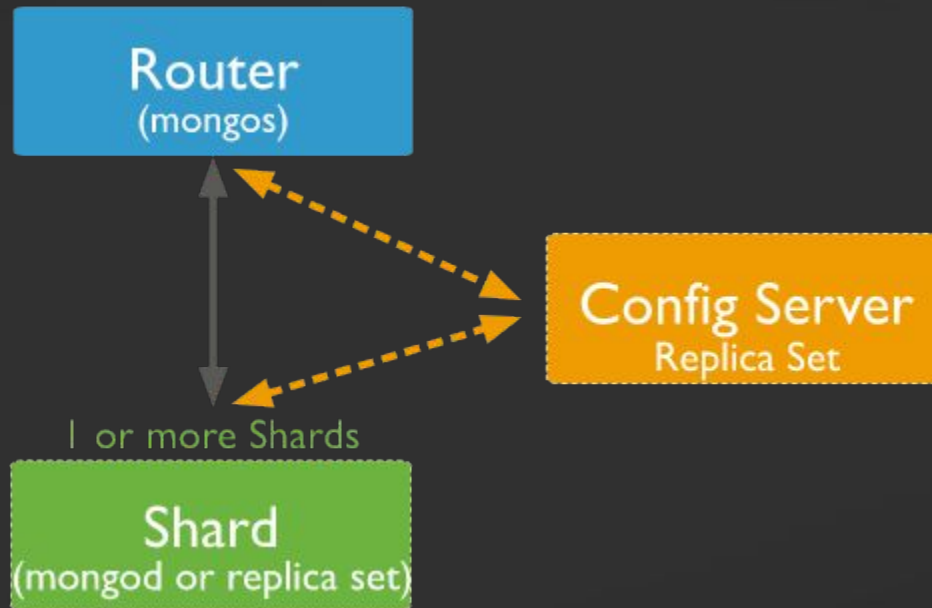 Router
(mongos)
Config Server
Replica Set
1 or more Shards
Shard
(mongod or replica set)